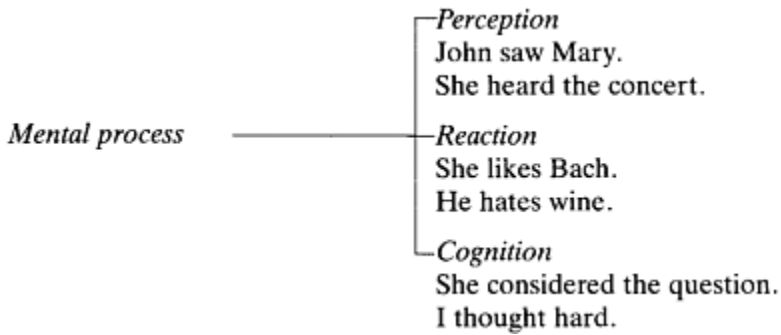 Perception
John saw Mary.
She heard the concert.
Mental process
Reaction
She likes Bach.
He hates wine.
Cognition
She considered the question.
I thought hard.